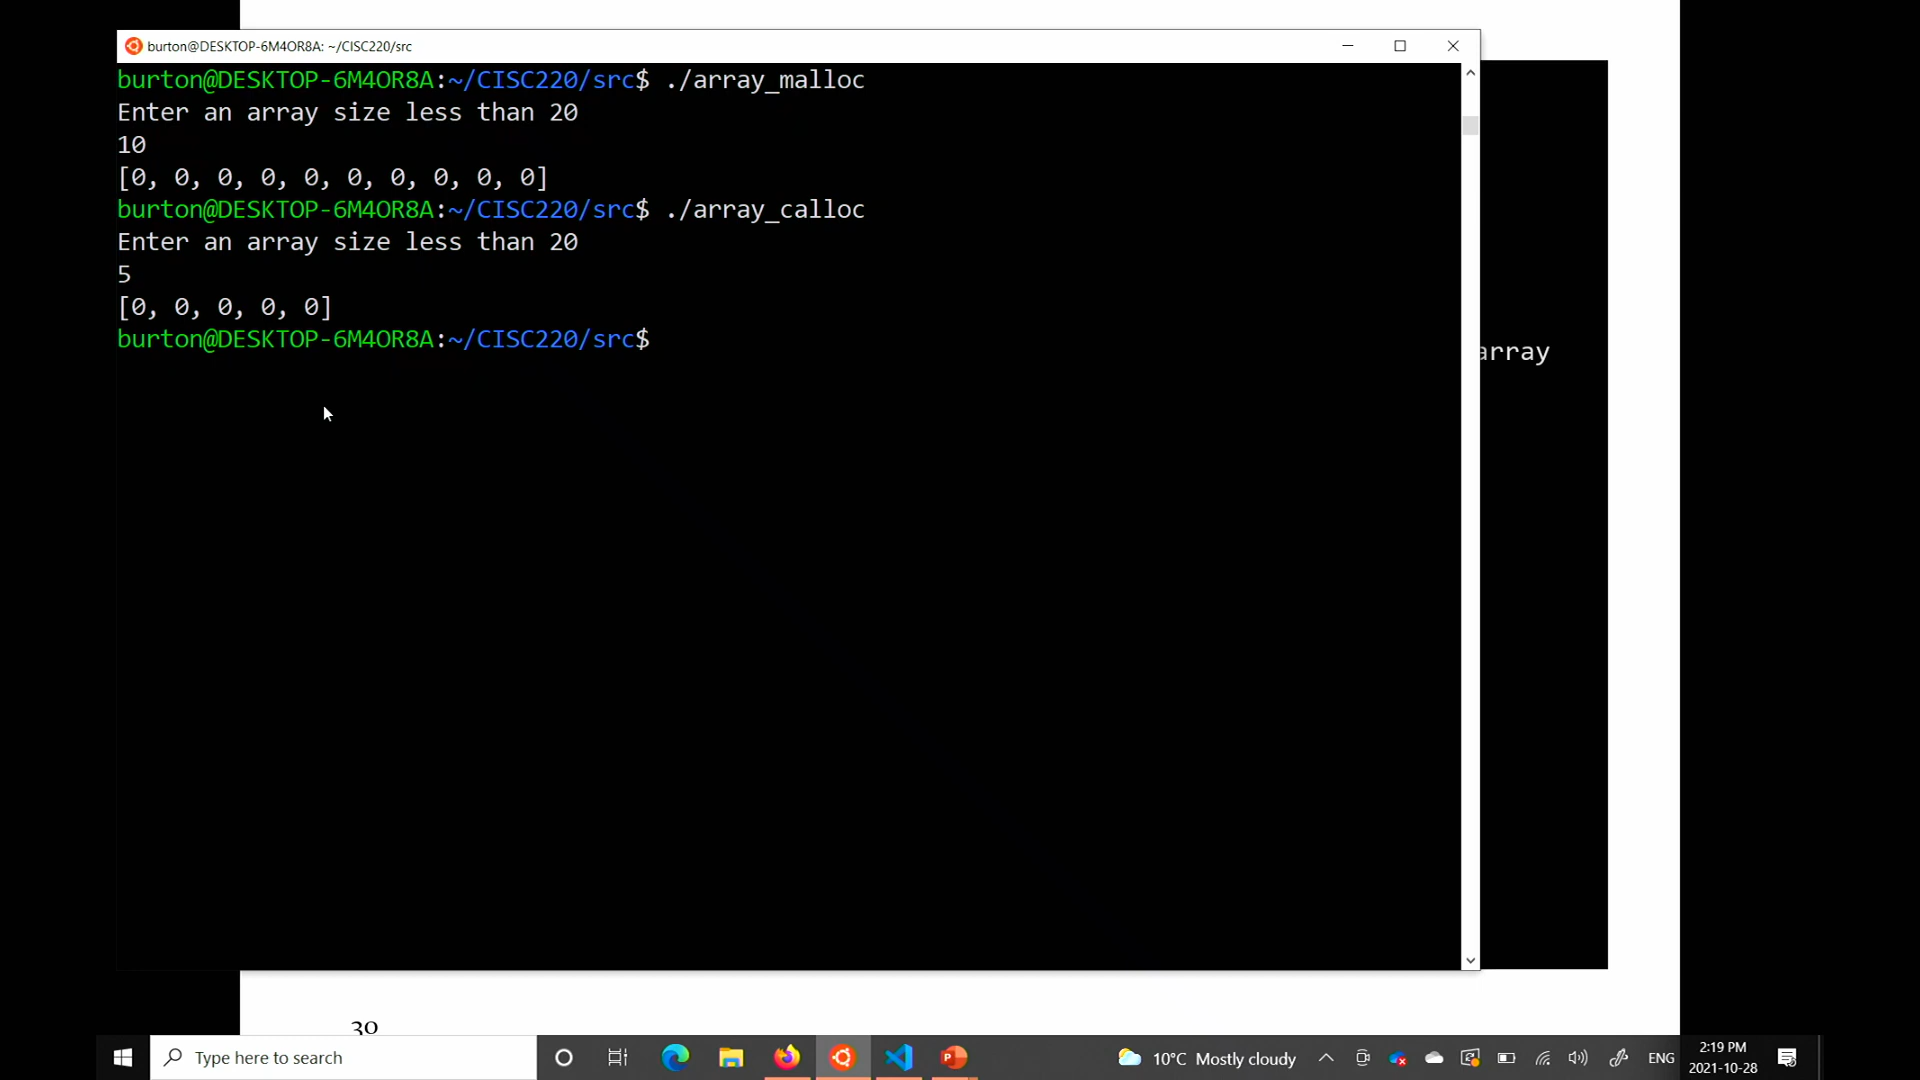 burton@DESKTOP-6M4OR8A: ~/CISC220/src
burton@DESKTOP-6M4OR8A:~/CISC220/src$ ./array_malloc
Enter an array size less than 20
10
[0, 0, 0, 0, 0, 0, 0, 0, 0, 0]
burton@DESKTOP-6M4OR8A:~/CISC220/src$ ./array_calloc
Enter an array size less than 20
5
[0, 0, 0, 0, 0]
burton@DESKTOP-6M4OR8A:~/CISC220/src$
array
30
Type here to search
10°C Mostly cloudy
ENG
2:19 PM
2021-10-28